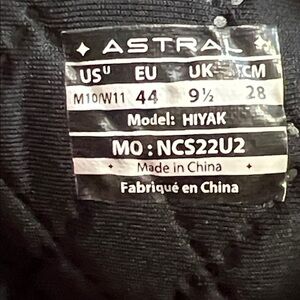 ✦ ASTRAL
USᵁ EU UK CM
M10/W11 44 9½ 28
Model: HIYAK
MO : NCS22U2
✦ Made in China ✦
Fabriqué en China